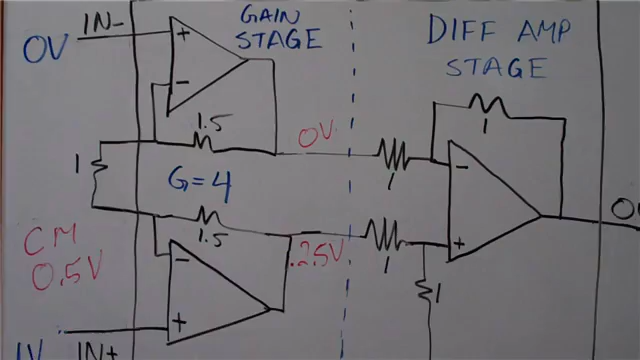 IN-
GAIN
STAGE
DIFF AMP
STAGE
0V
+
-
1.5
0V
1
1
-
1
G=4
1.5
.25V
1
+
1
CM
0.5V
-
+
1V
IN+